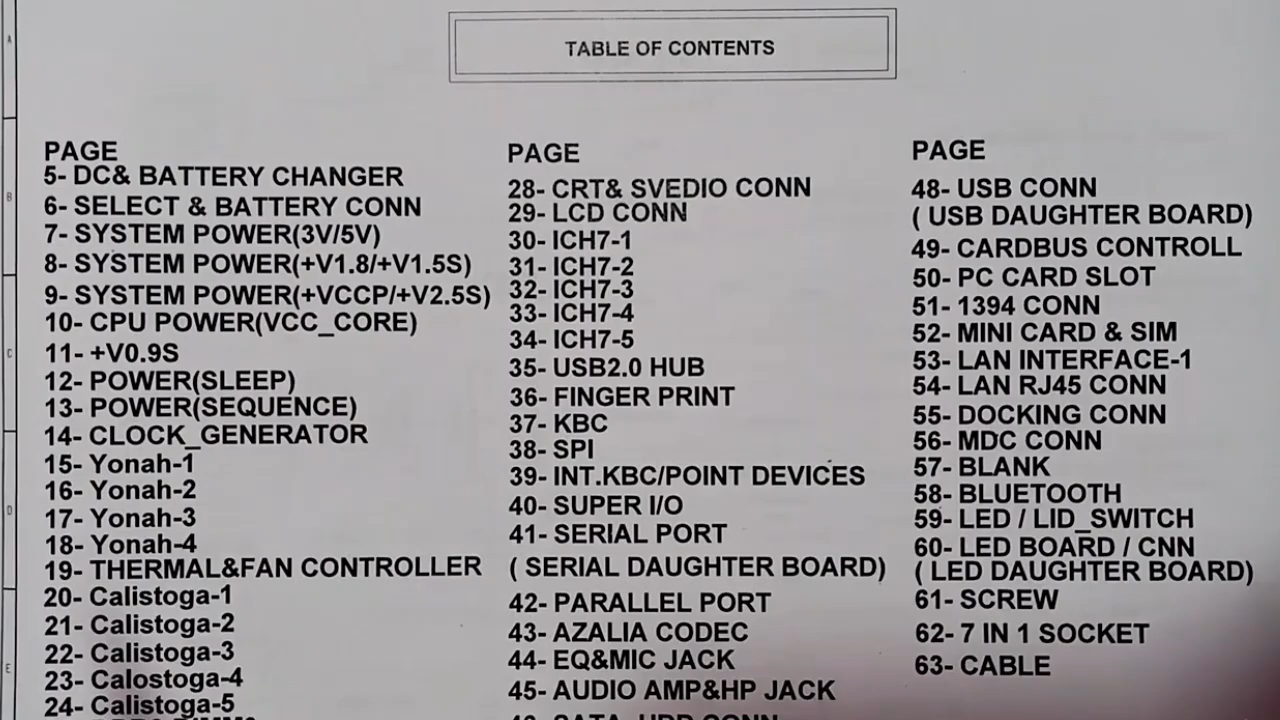 TABLE OF CONTENTS
PAGE
5- DC& BATTERY CHANGER
6- SELECT & BATTERY CONN
7- SYSTEM POWER(3V/5V)
8- SYSTEM POWER(+V1.8/+V1.5S)
9- SYSTEM POWER(+VCCP/+V2.5S)
10- CPU POWER(VCC_CORE)
11- +V0.9S
12- POWER(SLEEP)
13- POWER(SEQUENCE)
14- CLOCK_GENERATOR
15- Yonah-1
16- Yonah-2
17- Yonah-3
18- Yonah-4
19- THERMAL&FAN CONTROLLER
20- Calistoga-1
21- Calistoga-2
22- Calistoga-3
23- Calostoga-4
24- Calistoga-5
PAGE
28- CRT& SVEDIO CONN
29- LCD CONN
30- ICH7-1
31- ICH7-2
32- ICH7-3
33- ICH7-4
34- ICH7-5
35- USB2.0 HUB
36- FINGER PRINT
37- KBC
38- SPI
39- INT.KBC/POINT DEVICES
40- SUPER I/O
41- SERIAL PORT
( SERIAL DAUGHTER BOARD)
42- PARALLEL PORT
43- AZALIA CODEC
44- EQ&MIC JACK
45- AUDIO AMP&HP JACK
PAGE
48- USB CONN
( USB DAUGHTER BOARD)
49- CARDBUS CONTROLL
50- PC CARD SLOT
51- 1394 CONN
52- MINI CARD & SIM
53- LAN INTERFACE-1
54- LAN RJ45 CONN
55- DOCKING CONN
56- MDC CONN
57- BLANK
58- BLUETOOTH
59- LED / LID_SWITCH
60- LED BOARD / CNN
( LED DAUGHTER BOARD)
61- SCREW
62- 7 IN 1 SOCKET
63- CABLE
A
B
C
D
E